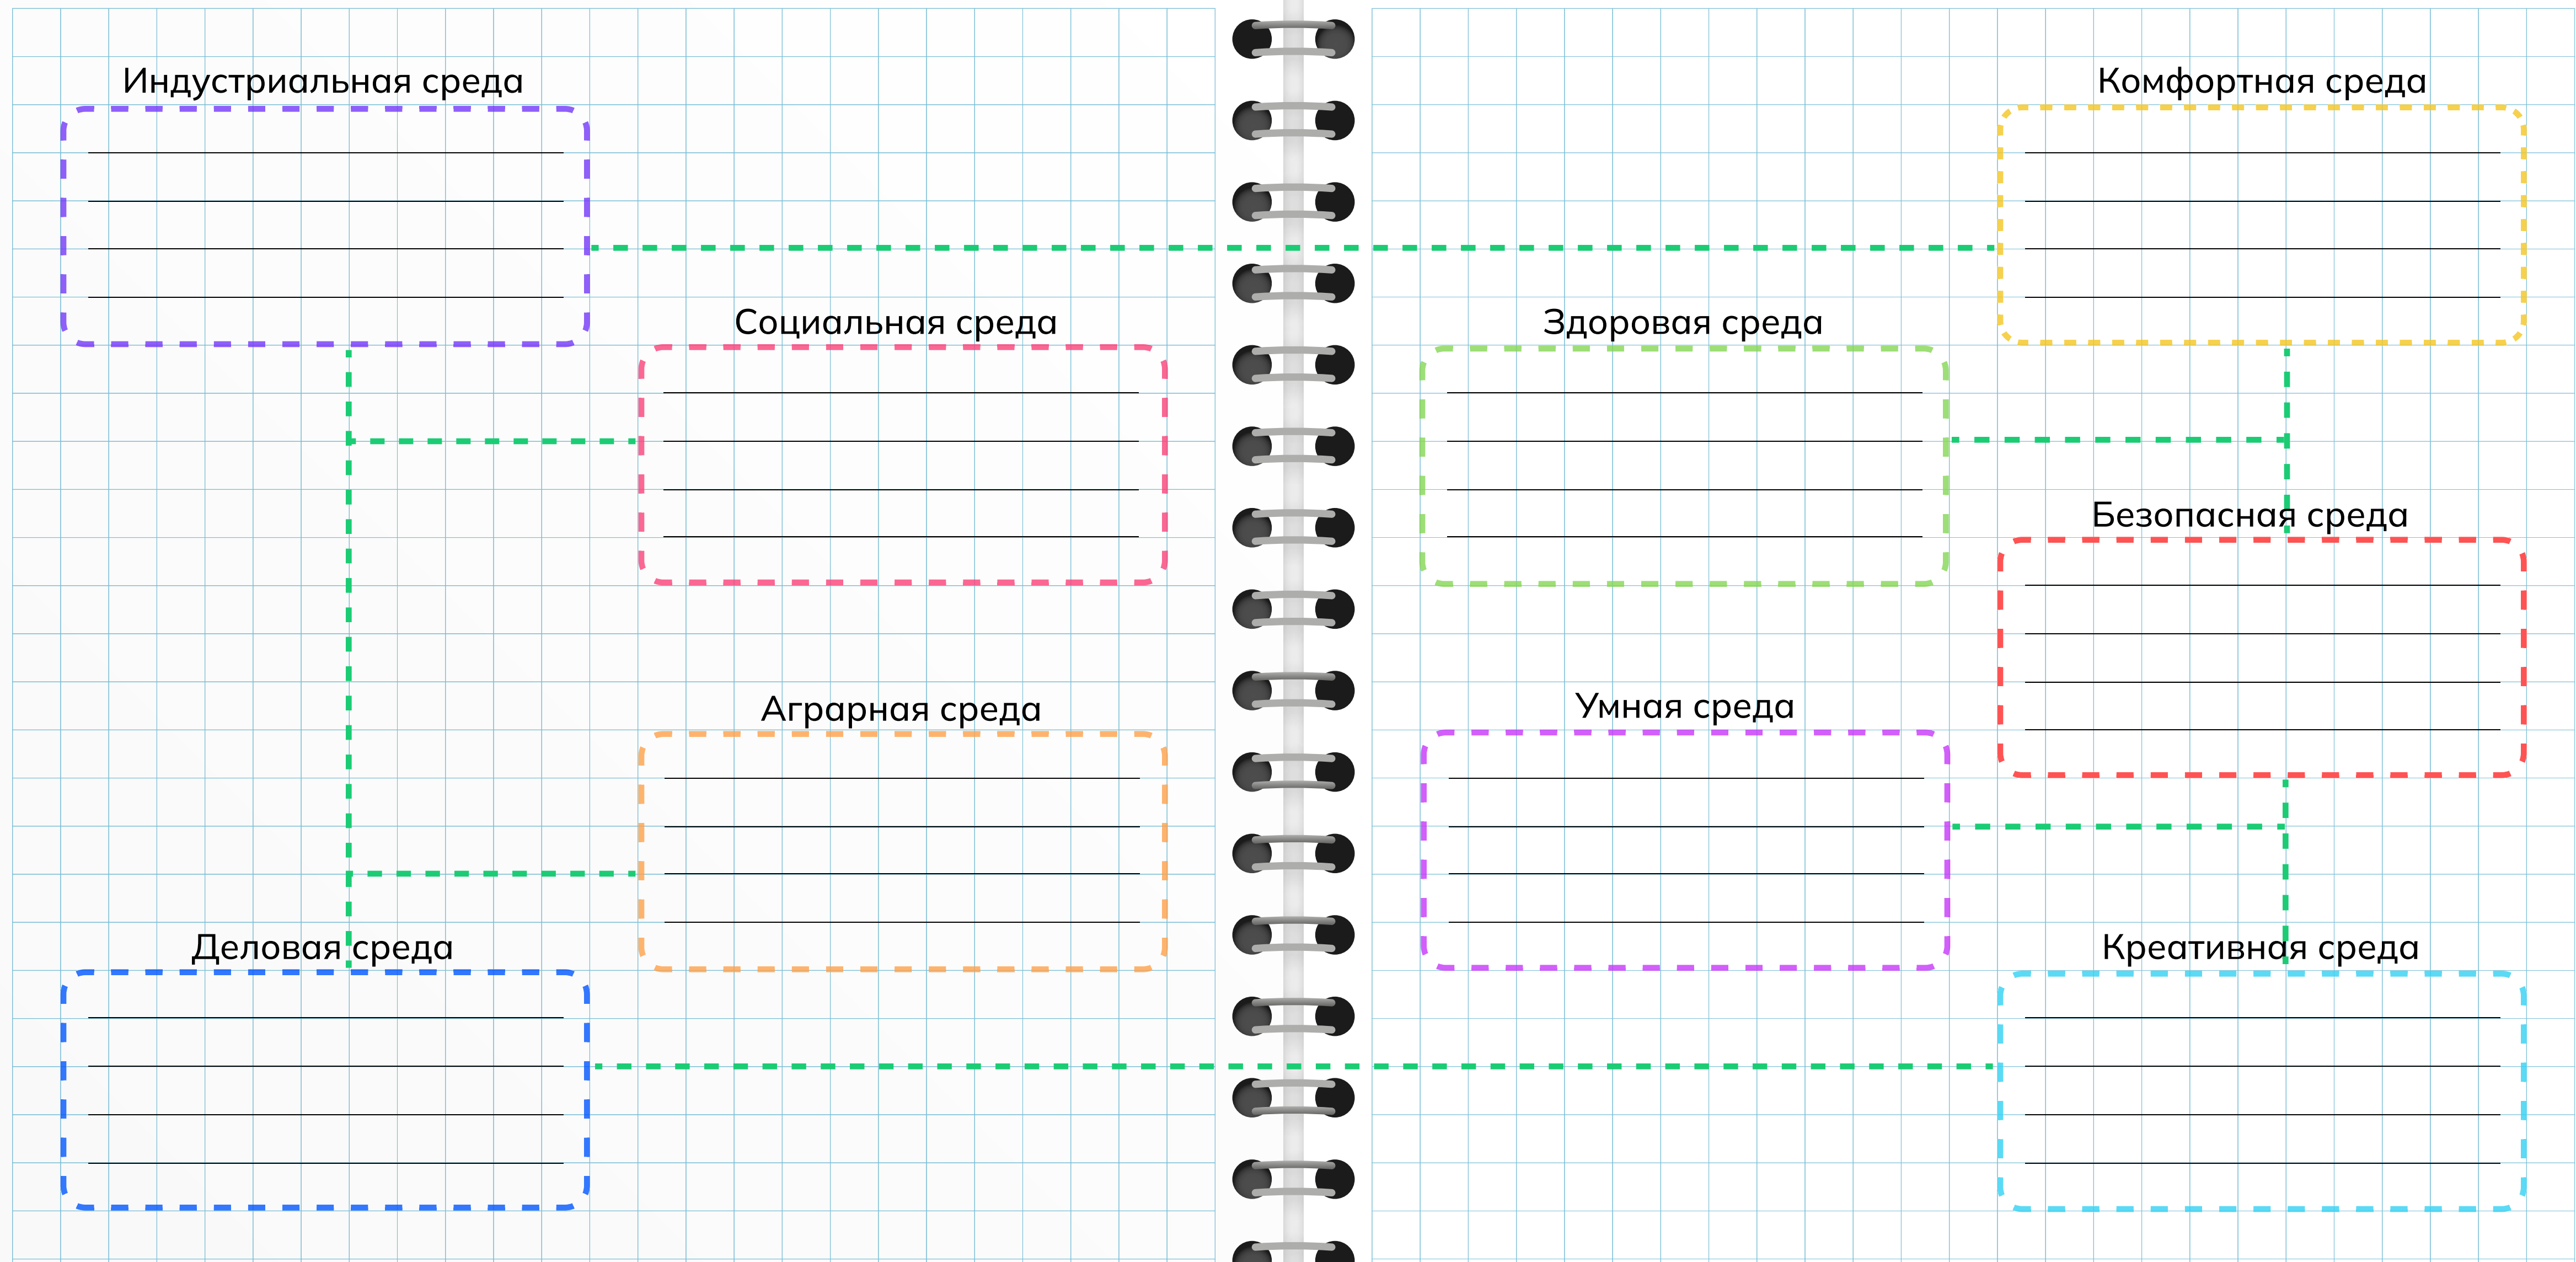 Индустриальная среда
Комфортная среда
Социальная среда
Здоровая среда
Безопасная среда
Аграрная среда
Умная среда
Деловая среда
Креативная среда